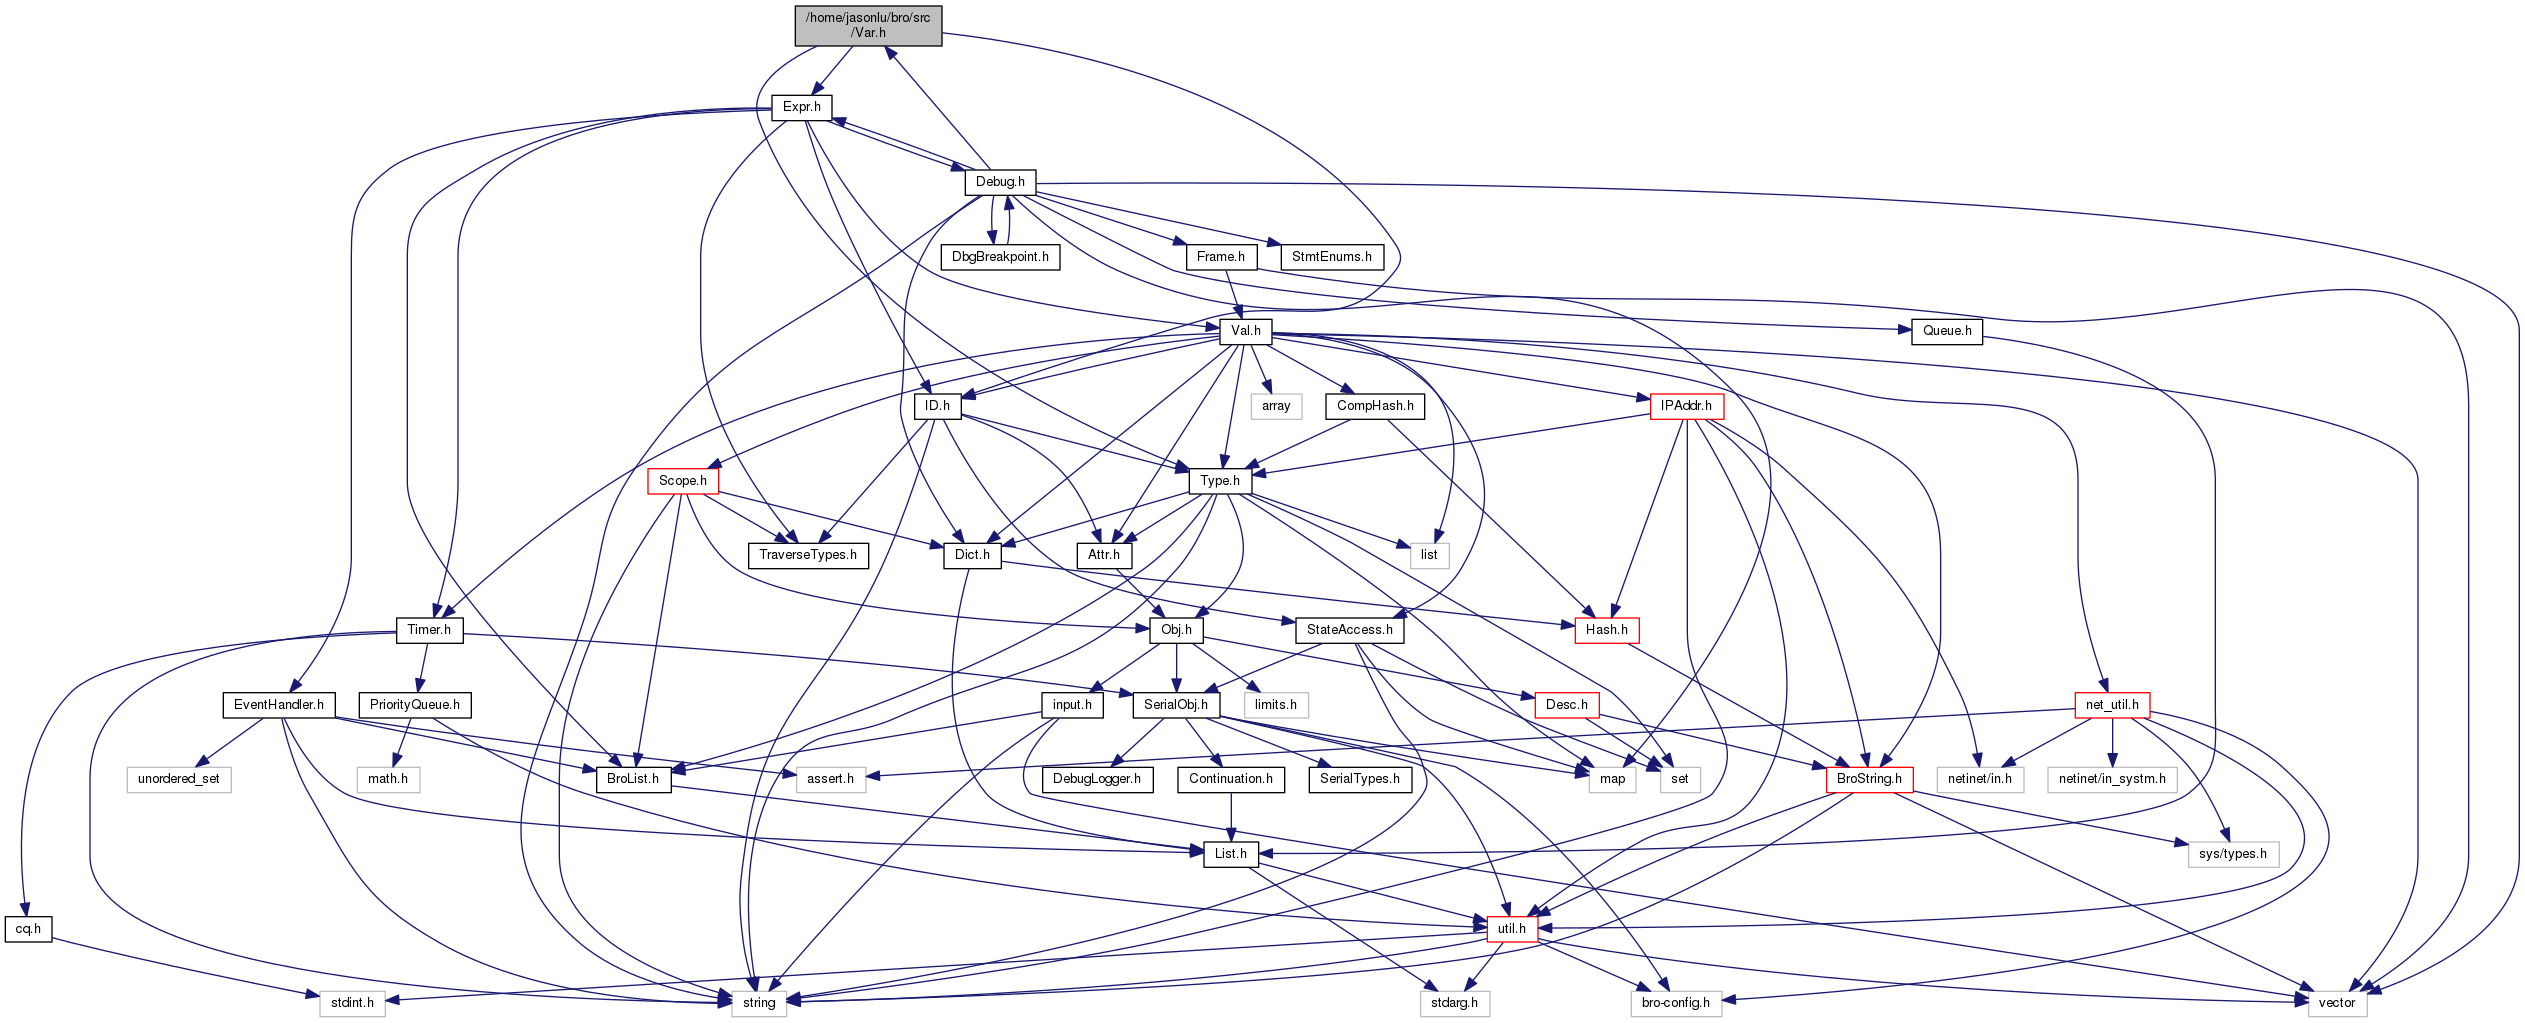 /home/jasonlu/bro/src
/Var.h
Expr.h
Debug.h
DbgBreakpoint.h
Frame.h
StmtEnums.h
Val.h
Queue.h
ID.h
array
CompHash.h
IPAddr.h
Scope.h
Type.h
TraverseTypes.h
Dict.h
Attr.h
list
Timer.h
Obj.h
StateAccess.h
Hash.h
EventHandler.h
PriorityQueue.h
input.h
SerialObj.h
limits.h
Desc.h
net_util.h
unordered_set
math.h
BroList.h
assert.h
DebugLogger.h
Continuation.h
SerialTypes.h
map
set
BroString.h
netinet/in.h
netinet/in_systm.h
List.h
sys/types.h
cq.h
util.h
stdint.h
string
stdarg.h
bro-config.h
vector